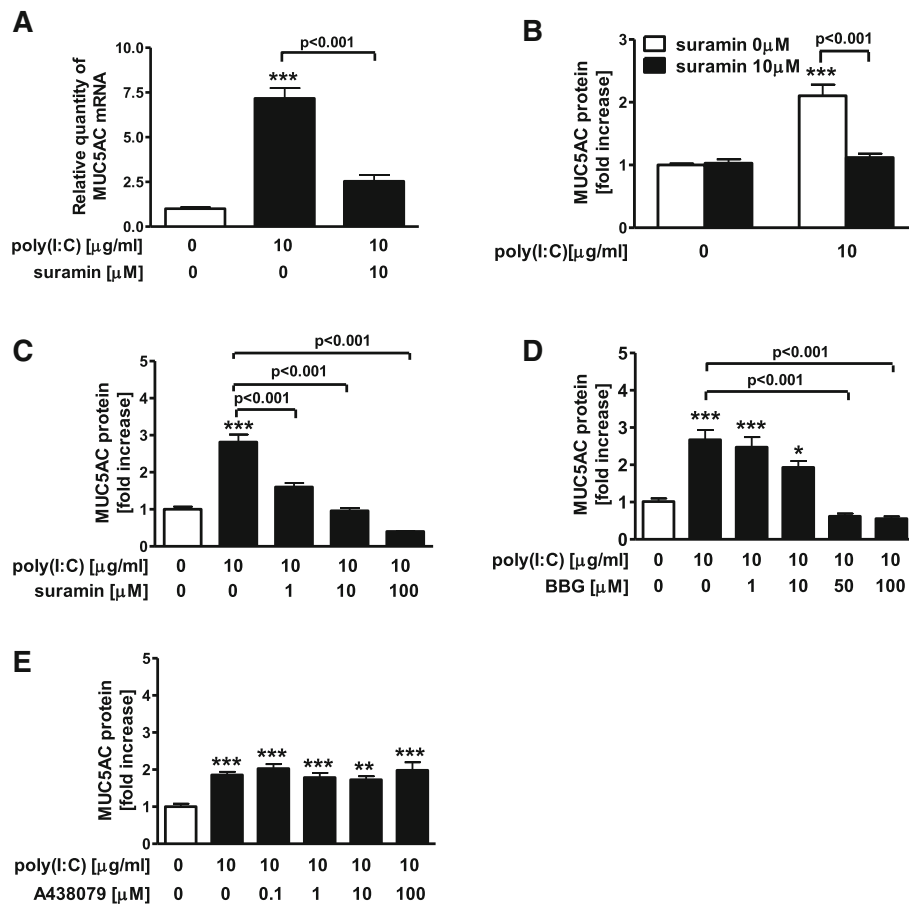 A
Relative quantity of
MUC5AC mRNA
10.0
7.5
5.0
2.5
0.0
***
p<0.001
poly(I:C) [μg/ml] 0 10 10
suramin [μM] 0 0 10
B
MUC5AC protein
[fold increase]
3
2
1
0
suramin 0μM
suramin 10μM
***
p<0.001
poly(I:C)[μg/ml] 0 10
C
MUC5AC protein
[fold increase]
5
4
3
2
1
0
p<0.001
p<0.001
p<0.001
***
poly(I:C) [μg/ml] 0 10 10 10 10
suramin [μM] 0 0 1 10 100
D
MUC5AC protein
[fold increase]
5
4
3
2
1
0
p<0.001
p<0.001
*** *** *
poly(I:C) [μg/ml] 0 10 10 10 10 10
BBG [μM] 0 0 1 10 50 100
E
MUC5AC protein
[fold increase]
5
4
3
2
1
0
*** *** *** ** ***
poly(I:C) [μg/ml] 0 10 10 10 10 10
A438079 [μM] 0 0 0.1 1 10 100